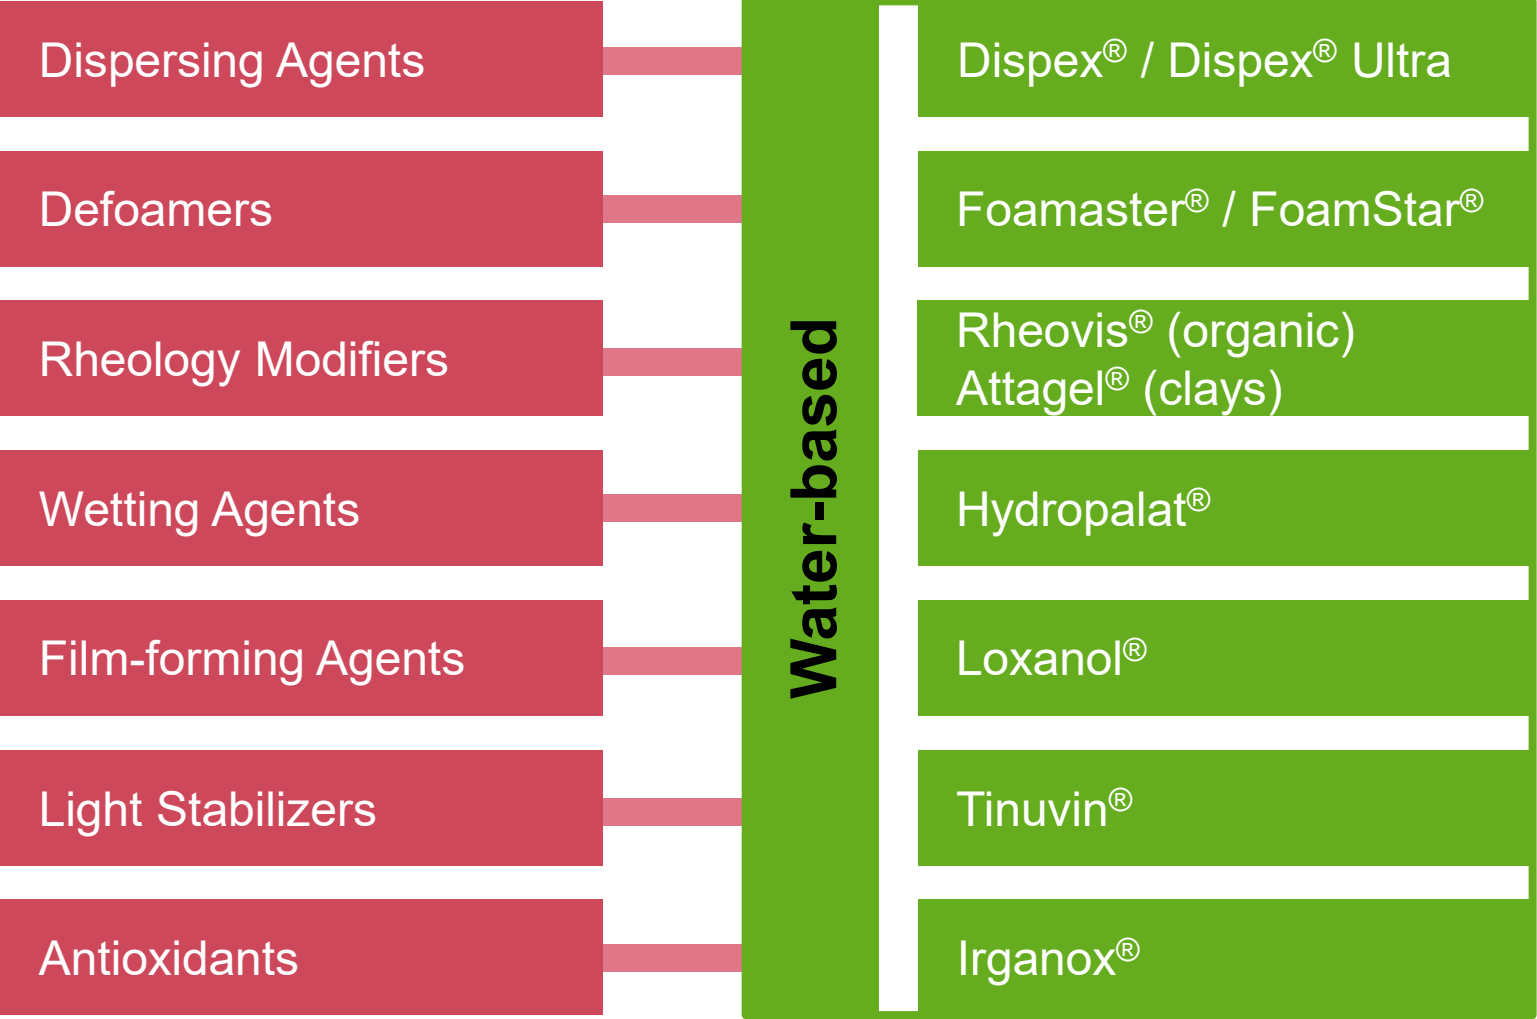 Dispersing Agents
Dispex® / Dispex® Ultra
Defoamers
Foamaster® / FoamStar®
Rheology Modifiers
Rheovis® (organic)
Attagel® (clays)
Water-based
Wetting Agents
Hydropalat®
Film-forming Agents
Loxanol®
Light Stabilizers
Tinuvin®
Antioxidants
Irganox®